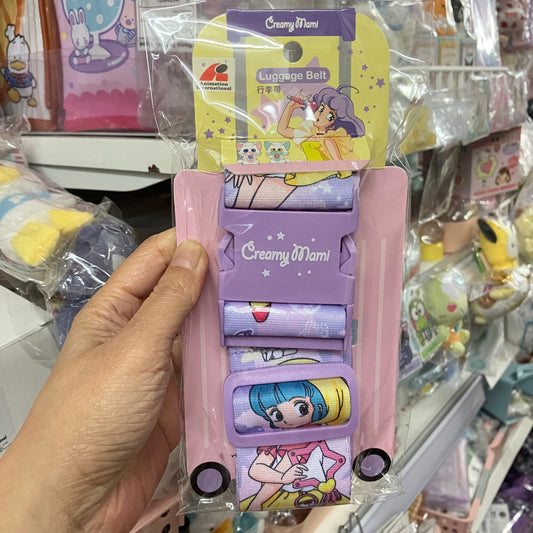 Creamy Mami
Animation
International
Luggage Belt
行李帶
Creamy Mami